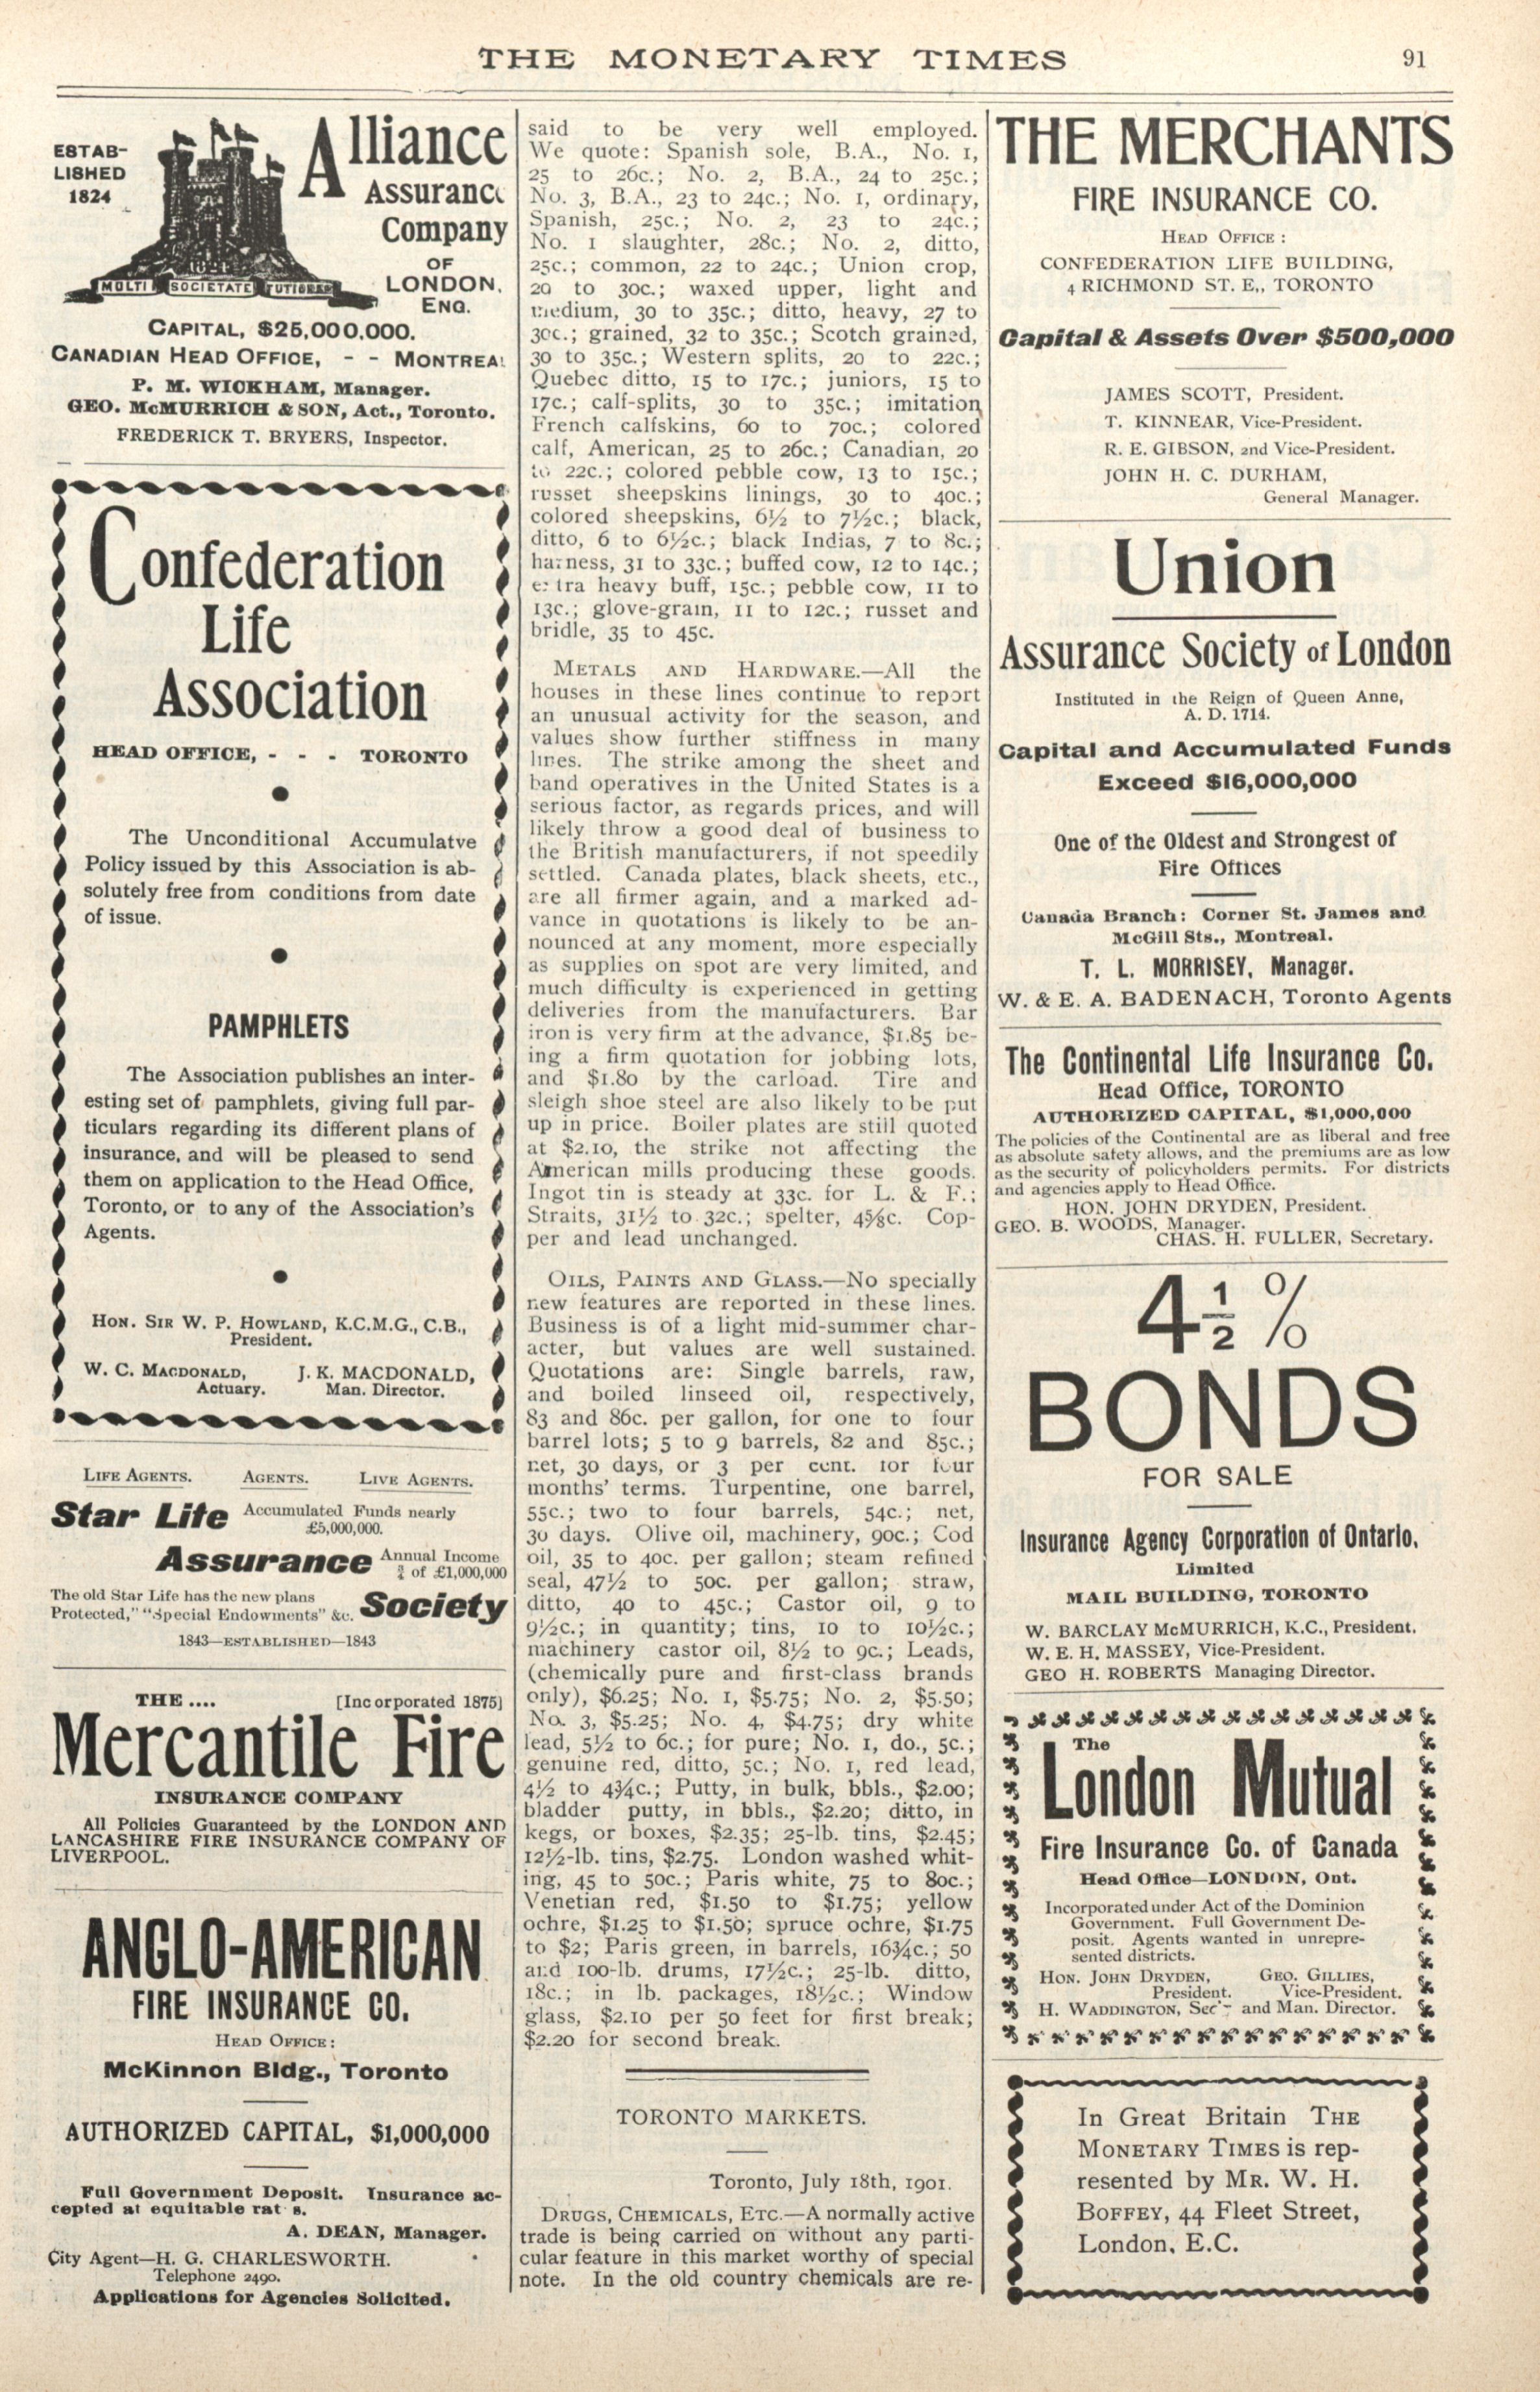 THE MONETARY TIMES
91
ESTAB-
LISHED
1824
Alliance
Assurance
Company
OF
LONDON,
ENG.
MULTI SOCIETATE TUTIORES
CAPITAL, $25,000,000.
CANADIAN HEAD OFFICE, - - MONTREAL
P. M. WICKHAM, Manager.
GEO. McMURRICH & SON, Act., Toronto.
FREDERICK T. BRYERS, Inspector.
Confederation
Life
Association
HEAD OFFICE, - - - TORONTO
The Unconditional Accumulatve
Policy issued by this Association is ab-
solutely free from conditions from date
of issue.
PAMPHLETS
The Association publishes an inter-
esting set of pamphlets, giving full par-
ticulars regarding its different plans of
insurance, and will be pleased to send
them on application to the Head Office,
Toronto, or to any of the Association's
Agents.
HON. SIR W. P. HOWLAND, K.C.M.G., C.B.,
President.
W. C. MACDONALD, J. K. MACDONALD,
Actuary. Man. Director.
LIFE AGENTS. AGENTS. LIVE AGENTS.
Star Life Accumulated Funds nearly
£5,000,000.
Assurance Annual Income
¾ of £1,000,000
The old Star Life has the new plans
Protected," "Special Endowments" &c. Society
1843—ESTABLISHED—1843
THE .... [Incorporated 1875]
Mercantile Fire
INSURANCE COMPANY
All Policies Guaranteed by the LONDON AND
LANCASHIRE FIRE INSURANCE COMPANY OF
LIVERPOOL.
ANGLO-AMERICAN
FIRE INSURANCE CO.
HEAD OFFICE:
McKinnon Bldg., Toronto
AUTHORIZED CAPITAL, $1,000,000
Full Government Deposit. Insurance ac-
cepted at equitable rat s.
A. DEAN, Manager.
City Agent—H. G. CHARLESWORTH.
Telephone 2490.
Applications for Agencies Solicited.
said to be very well employed.
We quote: Spanish sole, B.A., No. 1,
25 to 26c.; No. 2, B.A., 24 to 25c.;
No. 3, B.A., 23 to 24c.; No. 1, ordinary,
Spanish, 25c.; No. 2, 23 to 24c.;
No. 1 slaughter, 28c.; No. 2, ditto,
25c.; common, 22 to 24c.; Union crop,
20 to 30c.; waxed upper, light and
medium, 30 to 35c.; ditto, heavy, 27 to
30c.; grained, 32 to 35c.; Scotch grained,
30 to 35c.; Western splits, 20 to 22c.;
Quebec ditto, 15 to 17c.; juniors, 15 to
17c.; calf-splits, 30 to 35c.; imitation
French calfskins, 60 to 70c.; colored
calf, American, 25 to 26c.; Canadian, 20
to 22c.; colored pebble cow, 13 to 15c.;
russet sheepskins linings, 30 to 40c.;
colored sheepskins, 6½ to 7½c.; black,
ditto, 6 to 6½c.; black Indias, 7 to 8c.;
harness, 31 to 33c.; buffed cow, 12 to 14c.;
extra heavy buff, 15c.; pebble cow, 11 to
13c.; glove-grain, 11 to 12c.; russet and
bridle, 35 to 45c.
METALS AND HARDWARE.—All the
houses in these lines continue to report
an unusual activity for the season, and
values show further stiffness in many
lines. The strike among the sheet and
band operatives in the United States is a
serious factor, as regards prices, and will
likely throw a good deal of business to
the British manufacturers, if not speedily
settled. Canada plates, black sheets, etc.,
are all firmer again, and a marked ad-
vance in quotations is likely to be an-
nounced at any moment, more especially
as supplies on spot are very limited, and
much difficulty is experienced in getting
deliveries from the manufacturers. Bar
iron is very firm at the advance, $1.85 be-
ing a firm quotation for jobbing lots,
and $1.80 by the carload. Tire and
sleigh shoe steel are also likely to be put
up in price. Boiler plates are still quoted
at $2.10, the strike not affecting the
American mills producing these goods.
Ingot tin is steady at 33c. for L. & F.;
Straits, 31½ to 32c.; spelter, 4⅝c. Cop-
per and lead unchanged.
OILS, PAINTS AND GLASS.—No specially
new features are reported in these lines.
Business is of a light mid-summer char-
acter, but values are well sustained.
Quotations are: Single barrels, raw,
and boiled linseed oil, respectively,
83 and 86c. per gallon, for one to four
barrel lots; 5 to 9 barrels, 82 and 85c.;
net, 30 days, or 3 per cent. for four
months' terms. Turpentine, one barrel,
55c.; two to four barrels, 54c.; net,
30 days. Olive oil, machinery, 90c.; Cod
oil, 35 to 40c. per gallon; steam refined
seal, 47½ to 50c. per gallon; straw,
ditto, 40 to 45c.; Castor oil, 9 to
9½c.; in quantity; tins, 10 to 10½c.;
machinery castor oil, 8½ to 9c.; Leads,
(chemically pure and first-class brands
only), $6.25; No. 1, $5.75; No. 2, $5.50;
No. 3, $5.25; No. 4, $4.75; dry white
lead, 5½ to 6c.; for pure; No. 1, do., 5c.;
genuine red, ditto, 5c.; No. 1, red lead,
4½ to 4¾c.; Putty, in bulk, bbls., $2.00;
bladder putty, in bbls., $2.20; ditto, in
kegs, or boxes, $2.35; 25-lb. tins, $2.45;
12½-lb. tins, $2.75. London washed whit-
ing, 45 to 50c.; Paris white, 75 to 80c.;
Venetian red, $1.50 to $1.75; yellow
ochre, $1.25 to $1.50; spruce ochre, $1.75
to $2; Paris green, in barrels, 16¾c.; 50
and 100-lb. drums, 17½c.; 25-lb. ditto,
18c.; in lb. packages, 18½c.; Window
glass, $2.10 per 50 feet for first break;
$2.20 for second break.
TORONTO MARKETS.
Toronto, July 18th, 1901.
DRUGS, CHEMICALS, ETC.—A normally active
trade is being carried on without any parti-
cular feature in this market worthy of special
note. In the old country chemicals are re-
THE MERCHANTS
FIRE INSURANCE CO.
HEAD OFFICE:
CONFEDERATION LIFE BUILDING,
4 RICHMOND ST. E., TORONTO
Capital & Assets Over $500,000
JAMES SCOTT, President.
T. KINNEAR, Vice-President.
R. E. GIBSON, 2nd Vice-President.
JOHN H. C. DURHAM,
General Manager.
Union
Assurance Society of London
Instituted in the Reign of Queen Anne,
A. D. 1714.
Capital and Accumulated Funds
Exceed $16,000,000
One of the Oldest and Strongest of
Fire Offices
Canada Branch: Corner St. James and
McGill Sts., Montreal.
T. L. MORRISEY, Manager.
W. & E. A. BADENACH, Toronto Agents
The Continental Life Insurance Co.
Head Office, TORONTO
AUTHORIZED CAPITAL, $1,000,000
The policies of the Continental are as liberal and free
as absolute safety allows, and the premiums are as low
as the security of policyholders permits. For districts
and agencies apply to Head Office.
HON. JOHN DRYDEN, President.
GEO. B. WOODS, Manager.
CHAS. H. FULLER, Secretary.
4½%
BONDS
FOR SALE
Insurance Agency Corporation of Ontario,
Limited
MAIL BUILDING, TORONTO
W. BARCLAY McMURRICH, K.C., President.
W. E. H. MASSEY, Vice-President.
GEO H. ROBERTS Managing Director.
The
London Mutual
Fire Insurance Co. of Canada
Head Office—LONDON, Ont.
Incorporated under Act of the Dominion
Government. Full Government De-
posit. Agents wanted in unrepre-
sented districts.
HON. JOHN DRYDEN, GEO. GILLIES,
President. Vice-President.
H. WADDINGTON, Sec'y and Man. Director.
In Great Britain THE
MONETARY TIMES is rep-
resented by MR. W. H.
BOFFEY, 44 Fleet Street,
London, E.C.